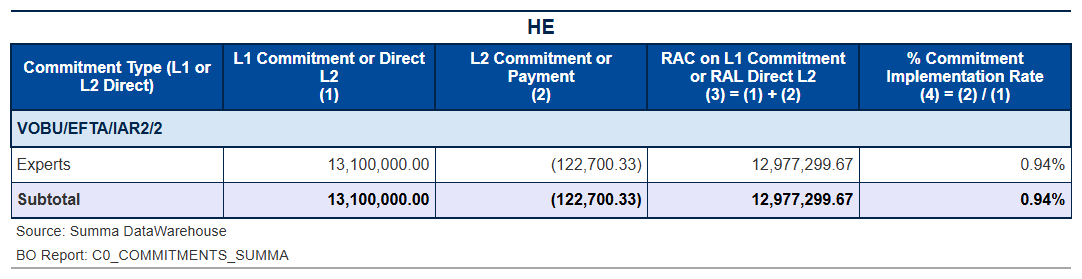 HE
Commitment Type (L1 or
L2 Direct)
L1 Commitment or Direct
L2
(1)
L2 Commitment or
Payment
(2)
RAC on L1 Commitment
or RAL Direct L2
(3) = (1) + (2)
% Commitment
Implementation Rate
(4) = (2) / (1)
VOBU/EFTA/IAR2/2
Experts 13,100,000.00 (122,700.33) 12,977,299.67 0.94%
Subtotal 13,100,000.00 (122,700.33) 12,977,299.67 0.94%
Source: Summa DataWarehouse
BO Report: C0_COMMITMENTS_SUMMA